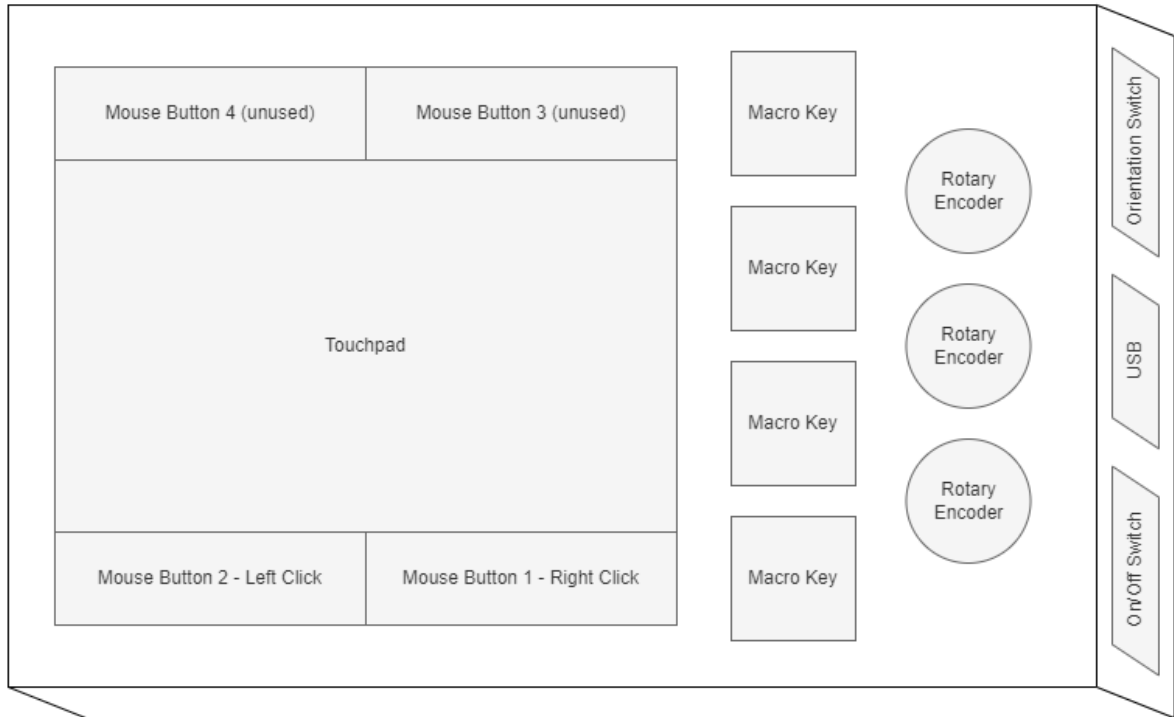 Mouse Button 4 (unused)
Mouse Button 3 (unused)
Touchpad
Mouse Button 2 - Left Click
Mouse Button 1 - Right Click
Macro Key
Macro Key
Macro Key
Macro Key
Rotary
Encoder
Rotary
Encoder
Rotary
Encoder
Orientation Switch
USB
On/Off Switch